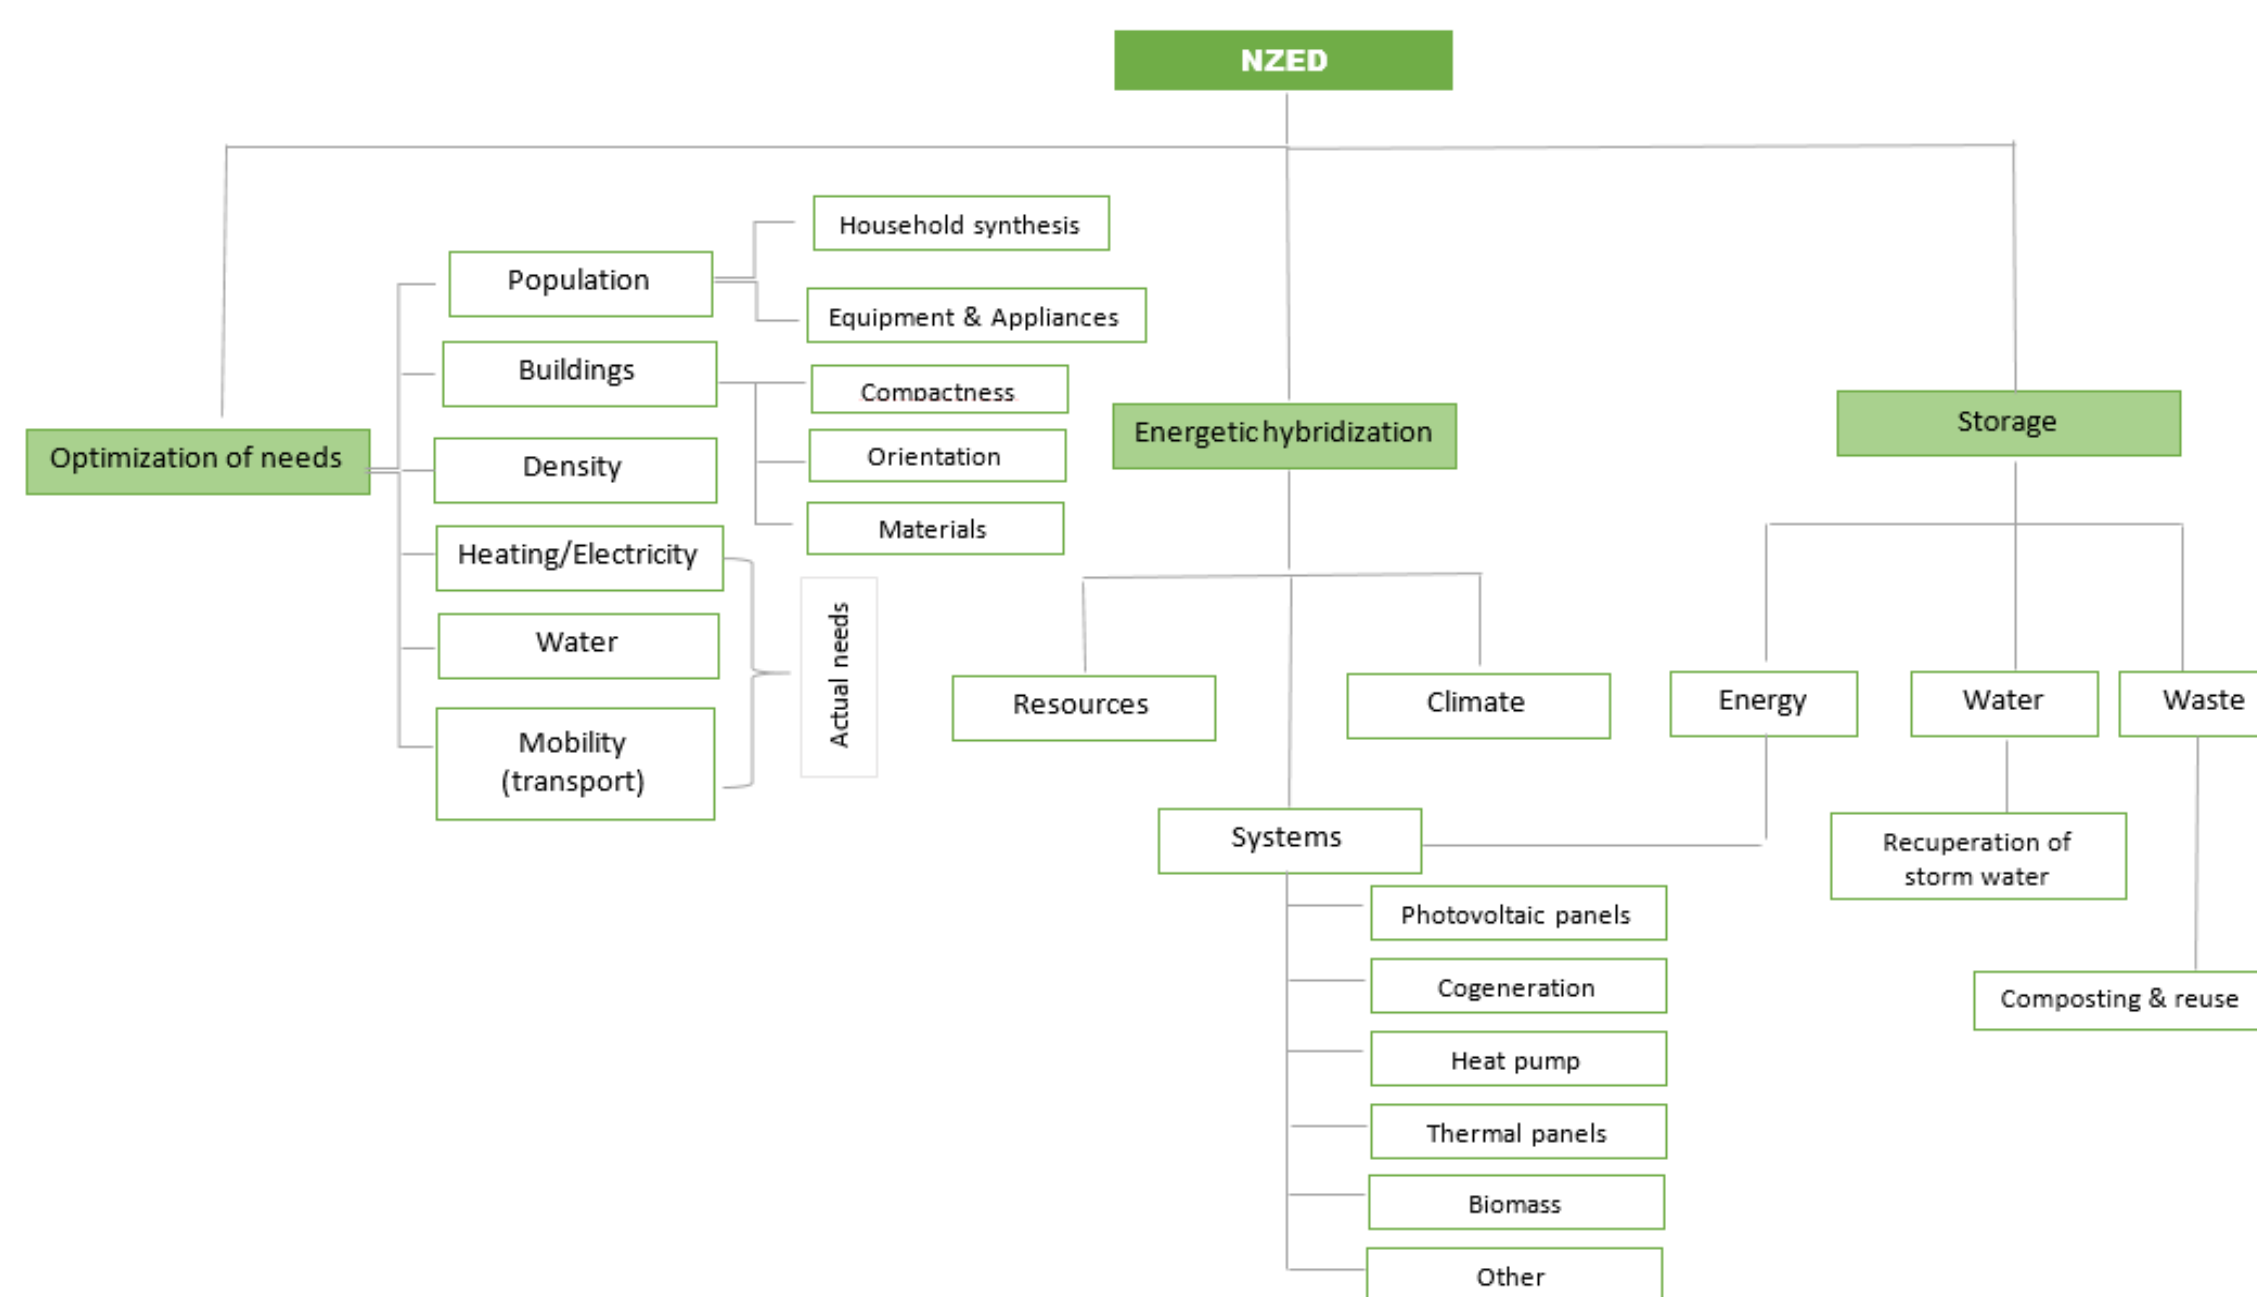 NZED
Household synthesis
Population
Equipment & Appliances
Buildings
Compactness
Orientation
Materials
Optimization of needs
Density
Heating/Electricity
Water
Mobility
(transport)
Actual needs
Energetic hybridization
Resources
Climate
Systems
Photovoltaic panels
Cogeneration
Heat pump
Thermal panels
Biomass
Other
Storage
Energy
Water
Waste
Recuperation of
storm water
Composting & reuse